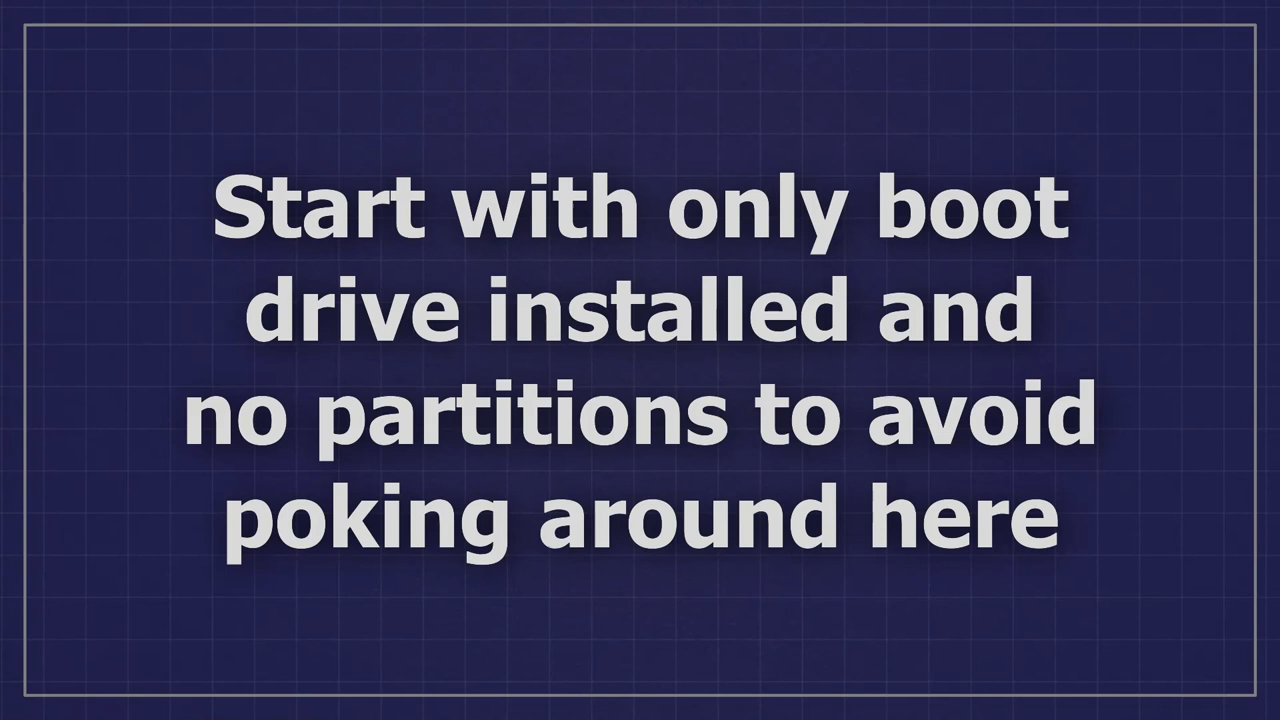 Start with only boot
drive installed and
no partitions to avoid
poking around here